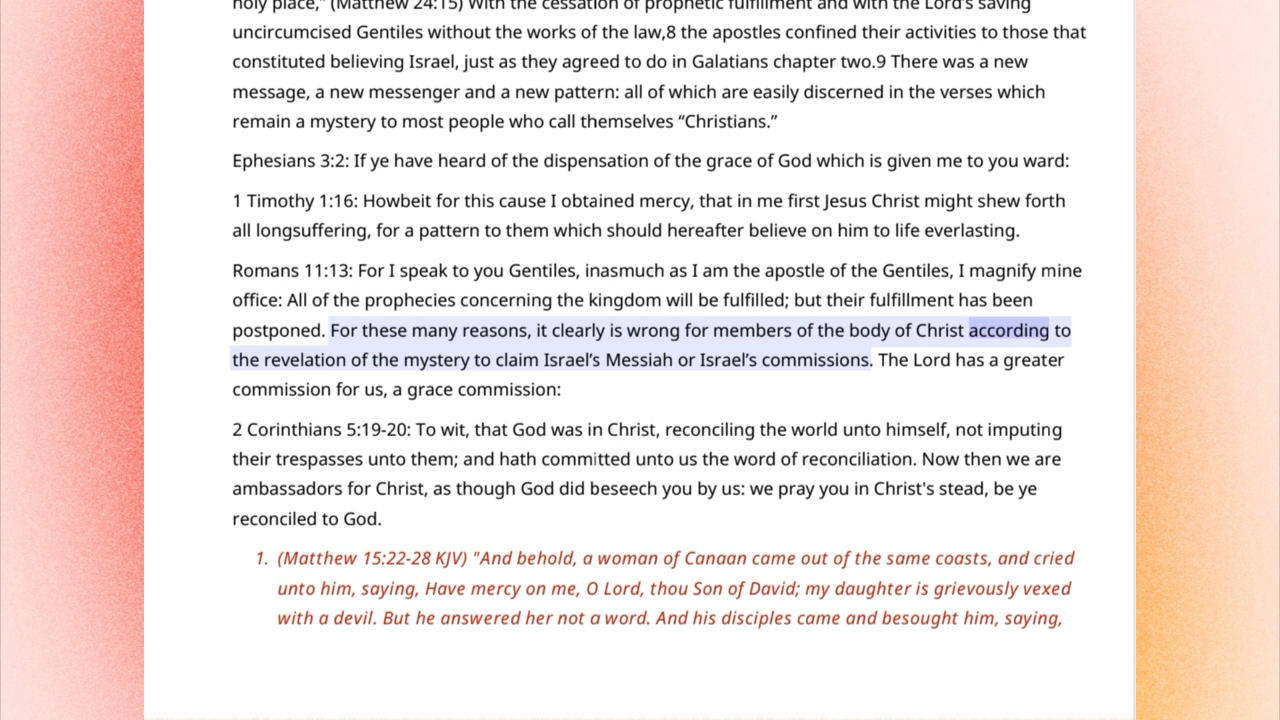 holy place,” (Matthew 24:15) With the cessation of prophetic fulfillment and with the Lord’s saving
uncircumcised Gentiles without the works of the law,8 the apostles confined their activities to those that
constituted believing Israel, just as they agreed to do in Galatians chapter two.9 There was a new
message, a new messenger and a new pattern: all of which are easily discerned in the verses which
remain a mystery to most people who call themselves “Christians.”
Ephesians 3:2: If ye have heard of the dispensation of the grace of God which is given me to you ward:
1 Timothy 1:16: Howbeit for this cause I obtained mercy, that in me first Jesus Christ might shew forth
all longsuffering, for a pattern to them which should hereafter believe on him to life everlasting.
Romans 11:13: For I speak to you Gentiles, inasmuch as I am the apostle of the Gentiles, I magnify mine
office: All of the prophecies concerning the kingdom will be fulfilled; but their fulfillment has been
postponed. For these many reasons, it clearly is wrong for members of the body of Christ according to
the revelation of the mystery to claim Israel’s Messiah or Israel’s commissions. The Lord has a greater
commission for us, a grace commission:
2 Corinthians 5:19-20: To wit, that God was in Christ, reconciling the world unto himself, not imputing
their trespasses unto them; and hath committed unto us the word of reconciliation. Now then we are
ambassadors for Christ, as though God did beseech you by us: we pray you in Christ's stead, be ye
reconciled to God.
1. (Matthew 15:22-28 KJV) "And behold, a woman of Canaan came out of the same coasts, and cried
unto him, saying, Have mercy on me, O Lord, thou Son of David; my daughter is grievously vexed
with a devil. But he answered her not a word. And his disciples came and besought him, saying,